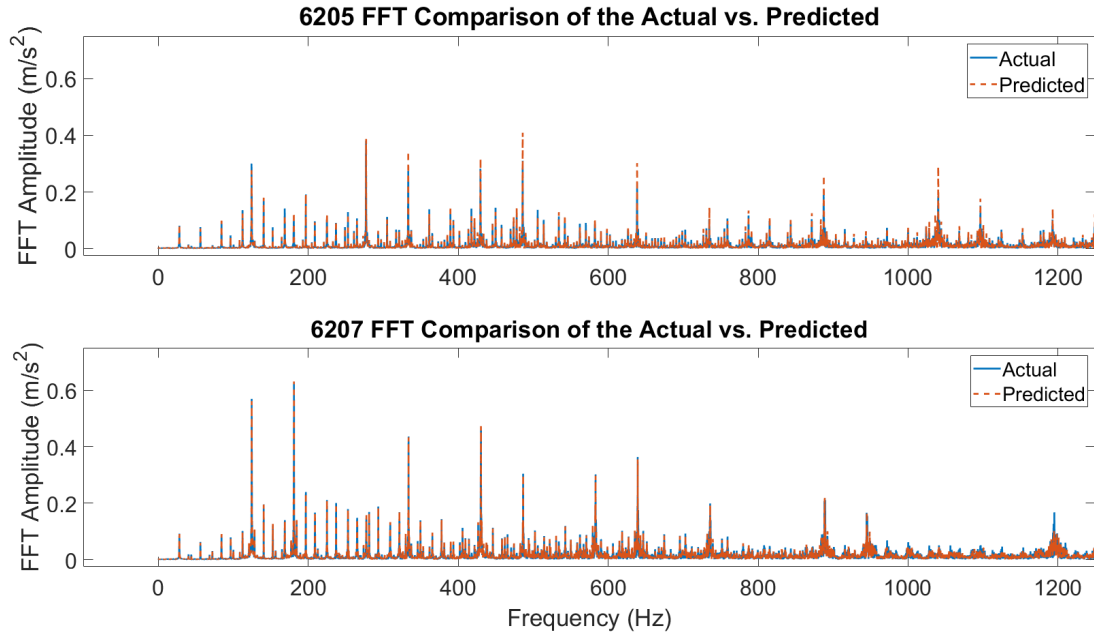 6205 FFT Comparison of the Actual vs. Predicted
FFT Amplitude (m/s²)
0.6
0.4
0.2
0
Actual
Predicted
0 200 400 600 800 1000 1200
6207 FFT Comparison of the Actual vs. Predicted
FFT Amplitude (m/s²)
0.6
0.4
0.2
0
Actual
Predicted
0 200 400 600 800 1000 1200
Frequency (Hz)